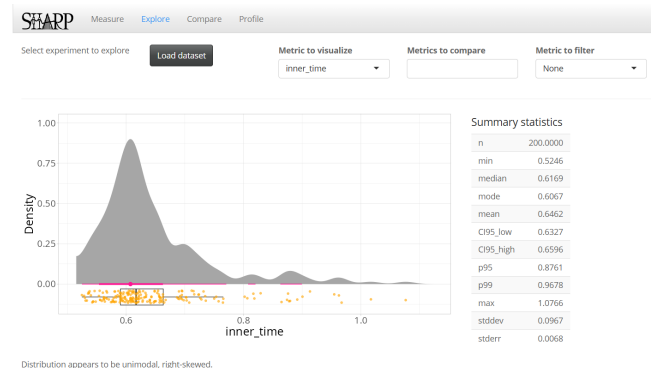 SHARP Measure Explore Compare Profile
Select experiment to explore Load dataset Metric to visualize Metrics to compare Metric to filter
inner_time None
Summary statistics
n 200.0000
min 0.5246
median 0.6169
mode 0.6067
mean 0.6462
CI95_low 0.6327
CI95_high 0.6596
p95 0.8761
p99 0.9678
max 1.0766
stddev 0.0967
stderr 0.0068
1.00
0.75
0.50
0.25
0.00
Density
0.6 0.8 1.0
inner_time
Distribution appears to be unimodal, right-skewed.